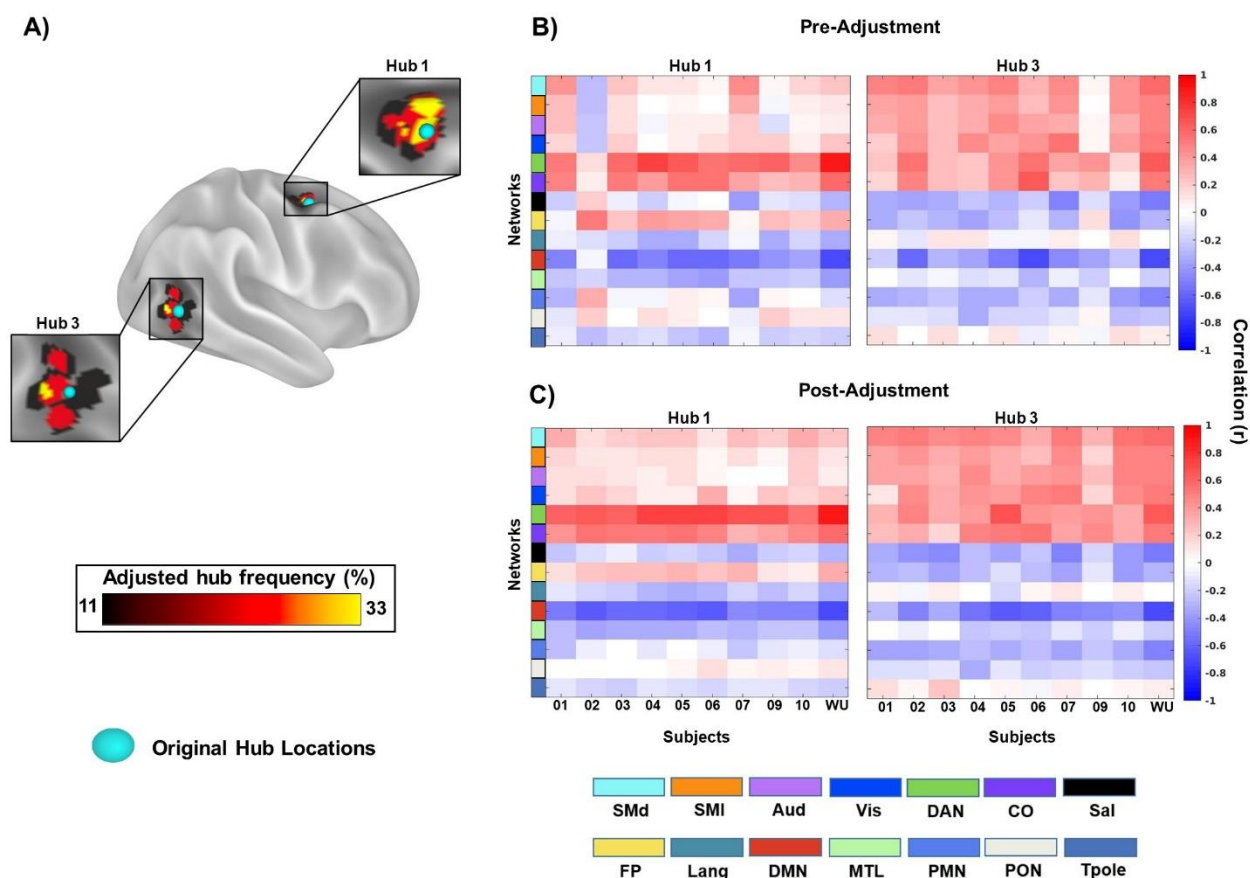 A)
Hub 1
Hub 3
Adjusted hub frequency (%)
11
33
Original Hub Locations
B)
Pre-Adjustment
Hub 1
Hub 3
Networks
1
0.8
0.6
0.4
0.2
0
-0.2
-0.4
-0.6
-0.8
-1
Correlation (r)
C)
Post-Adjustment
Hub 1
Hub 3
Networks
1
0.8
0.6
0.4
0.2
0
-0.2
-0.4
-0.6
-0.8
-1
01 02 03 04 05 06 07 09 10 WU
01 02 03 04 05 06 07 09 10 WU
Subjects
Subjects
SMd SMl Aud Vis DAN CO Sal
FP Lang DMN MTL PMN PON Tpole